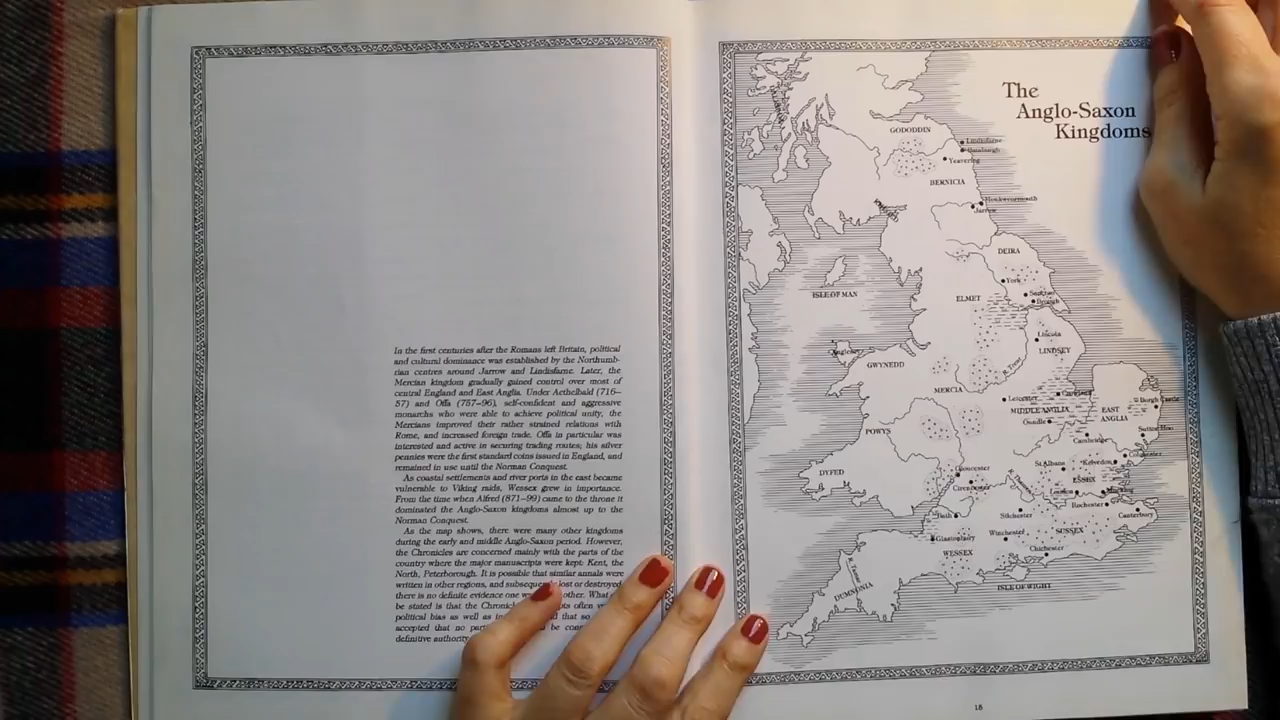 In the first centuries after the Romans left Britain, political
and cultural dominance was established by the Northumb-
rian centres around Jarrow and Lindisfarne. Later, the
Mercian kingdom gradually gained control over most of
central England and East Anglia. Under Aethelbald (716–
57) and Offa (757–96), self-confident and aggressive
monarchs who were able to achieve political unity, the
Mercians improved their rather strained relations with
Rome, and increased foreign trade. Offa in particular was
interested and active in securing trading routes; his silver
pennies were the first standard coins issued in England, and
remained in use until the Norman Conquest.
As coastal settlements and river ports in the east became
vulnerable to Viking raids, Wessex grew in importance.
From the time when Alfred (871–99) came to the throne it
dominated the Anglo-Saxon kingdoms almost up to the
Norman Conquest.
As the map shows, there were many other kingdoms
during the early and middle Anglo-Saxon period. However,
the Chronicles are concerned mainly with the parts of the
country where the major manuscripts were kept: Kent, the
North, Peterborough. It is possible that similar annals were
written in other regions, and lost or destroyed
there is no definite evidence one other. What
be stated is that the often
political bias as well as that
accepted that no be
definitive authority
The
Anglo-Saxon
Kingdoms
GODODDIN
Lindisfarne
Bamburgh
Yeavering
BERNICIA
Monkwearmouth
Jarrow
DEIRA
York
ISLE OF MAN
ELMET
Brough
Lincoln
LINDSEY
Anglesey
GWYNEDD
R. Trent
MERCIA
Leicester
MIDDLE ANGLIA
Oundle
EAST
ANGLIA
Burgh Castle
POWYS
Cambridge
Sutton Hoo
Colchester
DYFED
Gloucester
Cirencester
St Albans
Kelvedon
ESSEX
London
Rochester
Canterbury
Bath
Silchester
Glastonbury
Winchester
SUSSEX
Chichester
WESSEX
ISLE OF WIGHT
R. Tamar
DUMNONIA
18